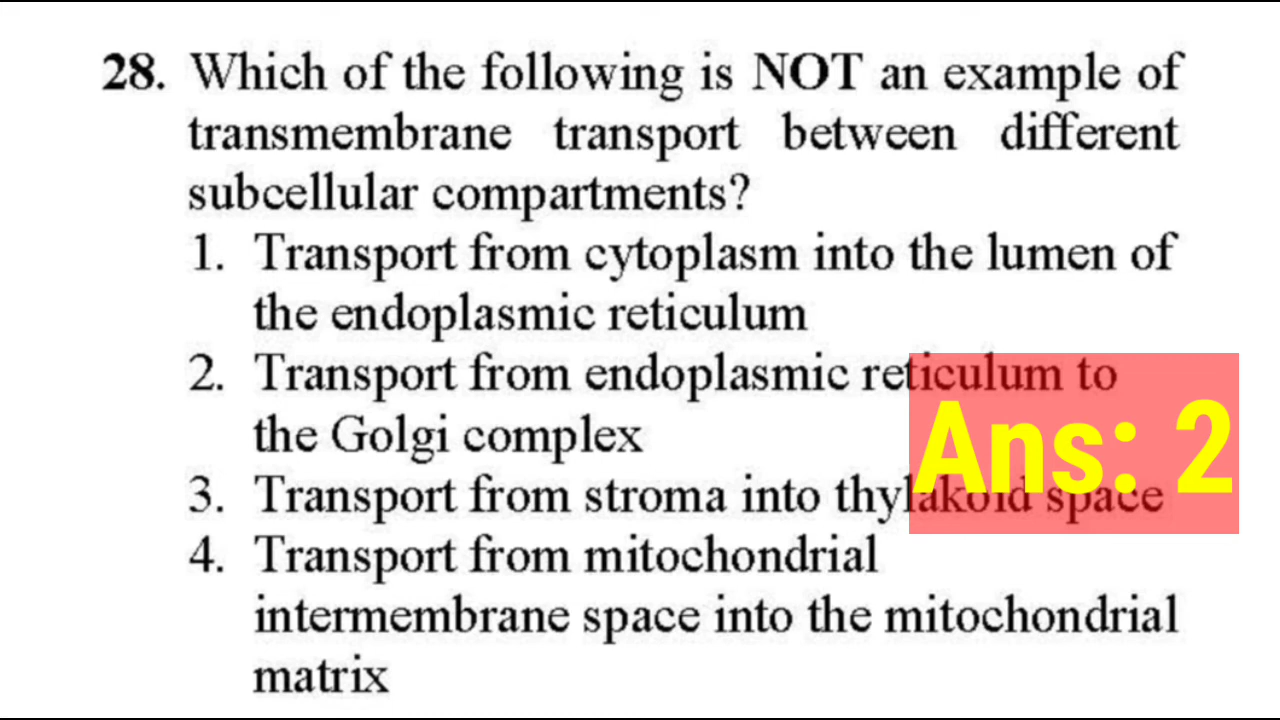 28. Which of the following is NOT an example of
transmembrane transport between different
subcellular compartments?
1. Transport from cytoplasm into the lumen of
the endoplasmic reticulum
2. Transport from endoplasmic reticulum to
the Golgi complex
Ans: 2
3. Transport from stroma into thylakoid space
4. Transport from mitochondrial
intermembrane space into the mitochondrial
matrix